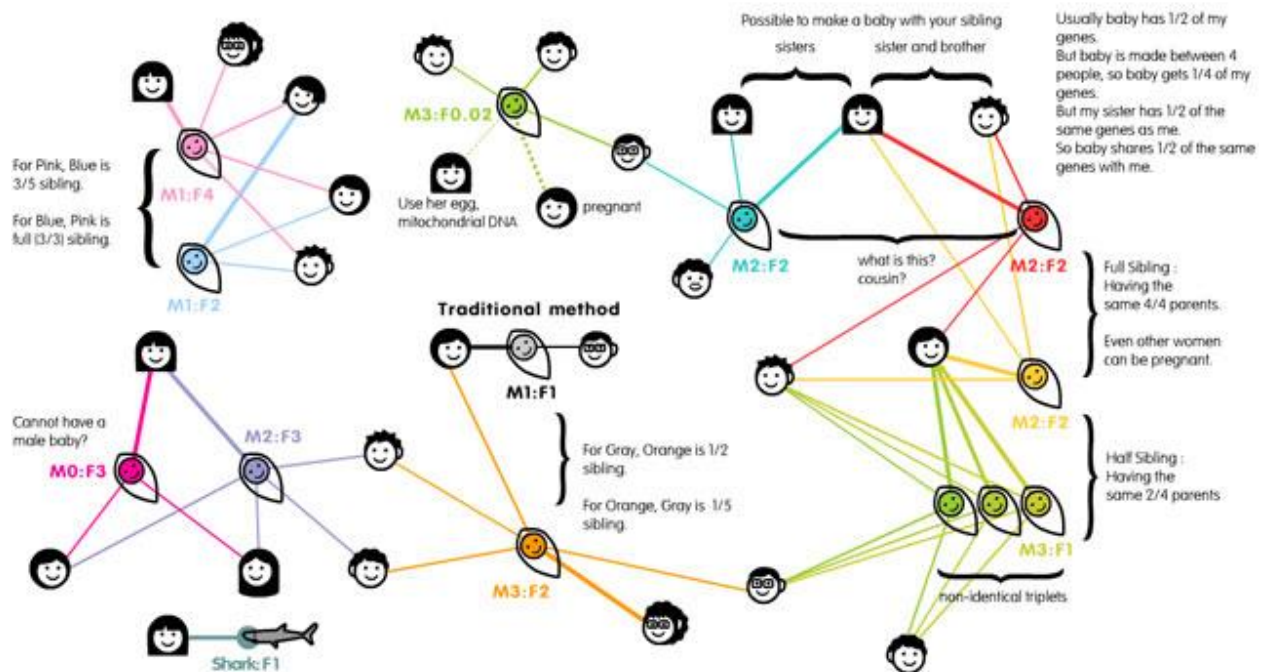 Possible to make a baby with your sibling
sisters
sister and brother
Usually baby has 1/2 of my
genes.
But baby is made between 4
people, so baby gets 1/4 of my
genes.
But my sister has 1/2 of the
same genes as me.
So baby shares 1/2 of the same
genes with me.
For Pink, Blue is
3/5 sibling.
For Blue, Pink is
full (3/3) sibling.
M1:F4
M1:F2
M3:F0.02
Use her egg,
mitochondrial DNA
pregnant
M2:F2
what is this?
cousin?
M2:F2
Full Sibling :
Having the
same 4/4 parents.
Even other women
can be pregnant.
M2:F2
Half Sibling :
Having the
same 2/4 parents
M3:F1
non-identical triplets
Traditional method
M1:F1
For Gray, Orange is 1/2
sibling.
For Orange, Gray is 1/5
sibling.
M3:F2
Cannot have a
male baby?
M0:F3
M2:F3
Shark:F1